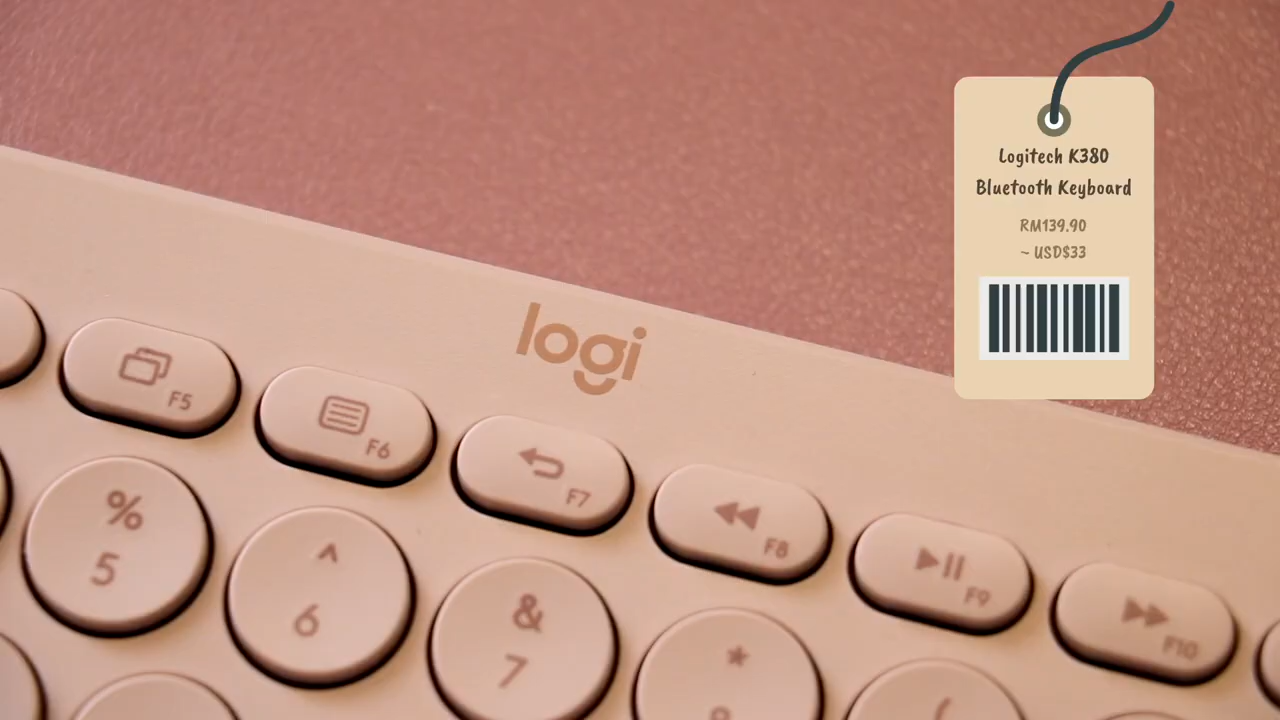 Logitech K380
Bluetooth Keyboard
RM139.90
~ USD$33
logi
F5
F6
F7
F8
F9
F10
%
5
^
6
&
7
*
(